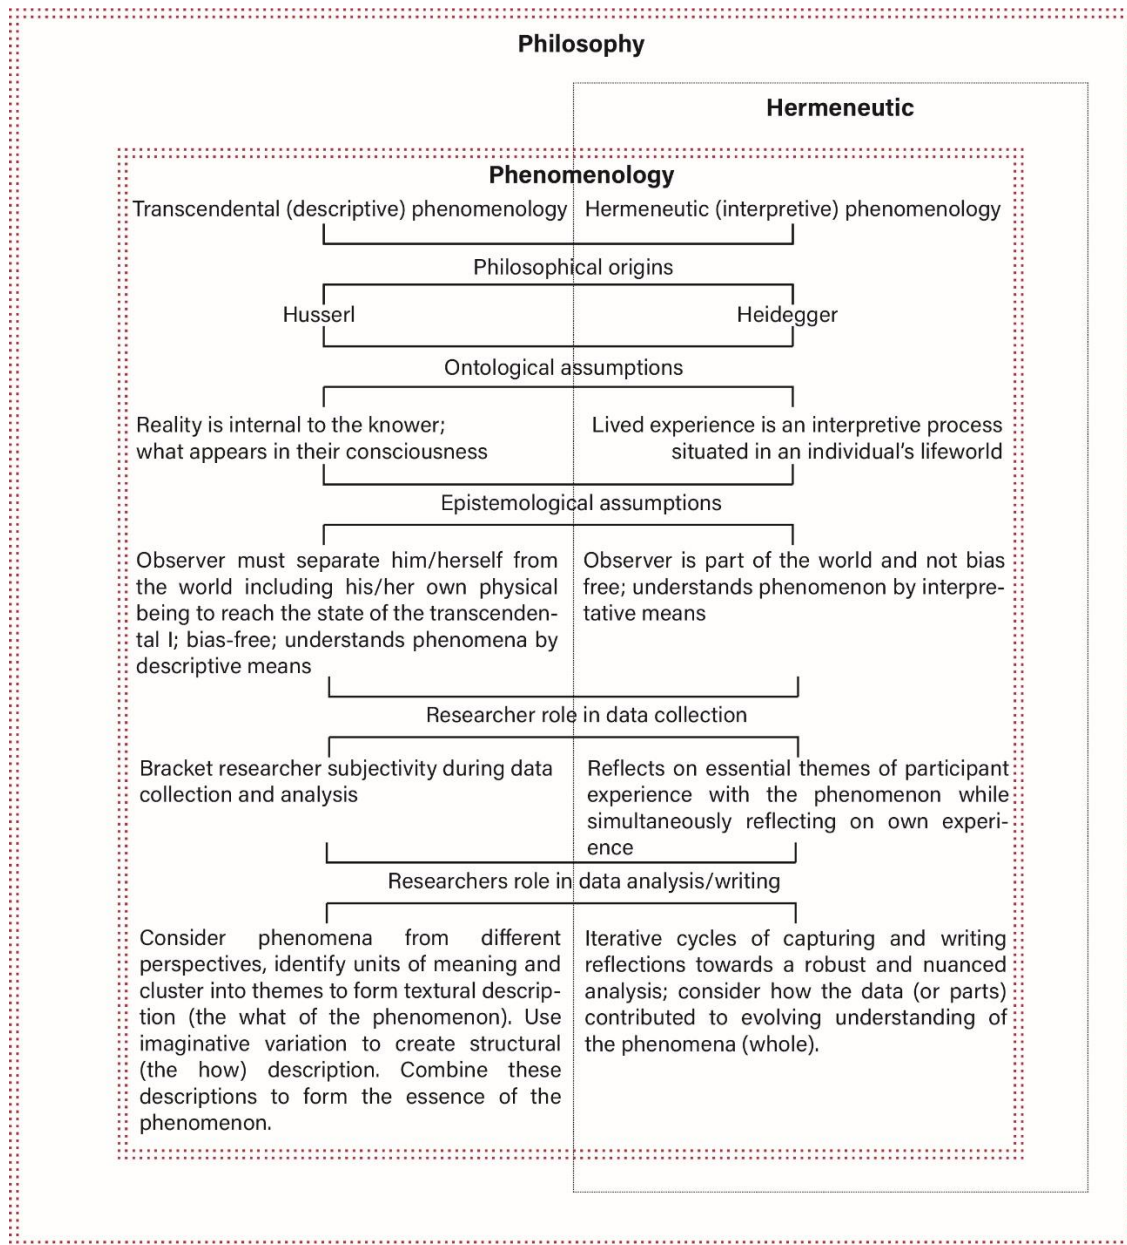 Philosophy
Hermeneutic
Phenomenology
Transcendental (descriptive) phenomenology
Hermeneutic (interpretive) phenomenology
Philosophical origins
Husserl
Heidegger
Ontological assumptions
Reality is internal to the knower;
what appears in their consciousness
Lived experience is an interpretive process
situated in an individual's lifeworld
Epistemological assumptions
Observer must separate him/herself from
the world including his/her own physical
being to reach the state of the transcenden-
tal I; bias-free; understands phenomena by
descriptive means
Observer is part of the world and not bias
free; understands phenomenon by interpre-
tative means
Researcher role in data collection
Bracket researcher subjectivity during data
collection and analysis
Reflects on essential themes of participant
experience with the phenomenon while
simultaneously reflecting on own experi-
ence
Researchers role in data analysis/writing
Consider phenomena from different
perspectives, identify units of meaning and
cluster into themes to form textural descrip-
tion (the what of the phenomenon). Use
imaginative variation to create structural
(the how) description. Combine these
descriptions to form the essence of the
phenomenon.
Iterative cycles of capturing and writing
reflections towards a robust and nuanced
analysis; consider how the data (or parts)
contributed to evolving understanding of
the phenomena (whole).